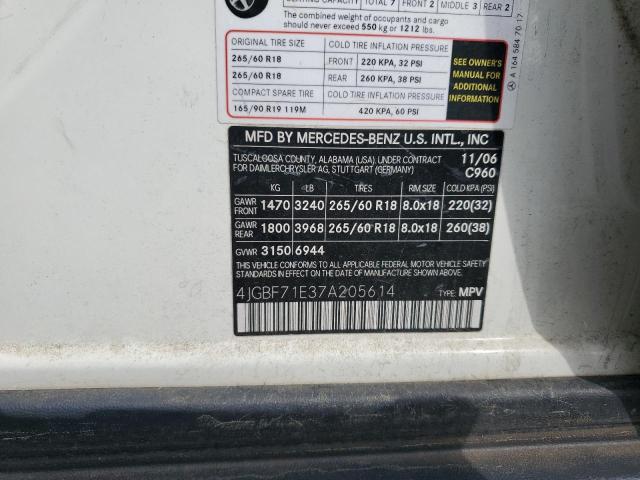 SEATING CAPACITY TOTAL 7 FRONT 2 MIDDLE 3 REAR 2
The combined weight of occupants and cargo
should never exceed 550 kg or 1212 lbs.
ORIGINAL TIRE SIZE COLD TIRE INFLATION PRESSURE
265/60 R18 FRONT 220 KPA, 32 PSI
265/60 R18 REAR 260 KPA, 38 PSI
COMPACT SPARE TIRE COLD TIRE INFLATION PRESSURE
165/90 R19 119M 420 KPA, 60 PSI
SEE OWNER'S
MANUAL FOR
ADDITIONAL
INFORMATION
A 164 584 70 17
MFD BY MERCEDES-BENZ U.S. INTL., INC
TUSCALOOSA COUNTY, ALABAMA (USA), UNDER CONTRACT
FOR DAIMLERCHRYSLER AG, STUTTGART (GERMANY)
11/06
C960
KG LB TIRES RIM SIZE COLD KPA (PSI)
GAWR FRONT 1470 3240 265/60 R18 8.0x18 220(32)
GAWR REAR 1800 3968 265/60 R18 8.0x18 260(38)
GVWR 3150 6944
THIS VEHICLE CONFORMS TO ALL APPLICABLE FEDERAL MOTOR VEHICLE
SAFETY STANDARDS IN EFFECT ON THE DATE OF MANUFACTURE SHOWN ABOVE.
4JGBF71E37A205614 TYPE: MPV